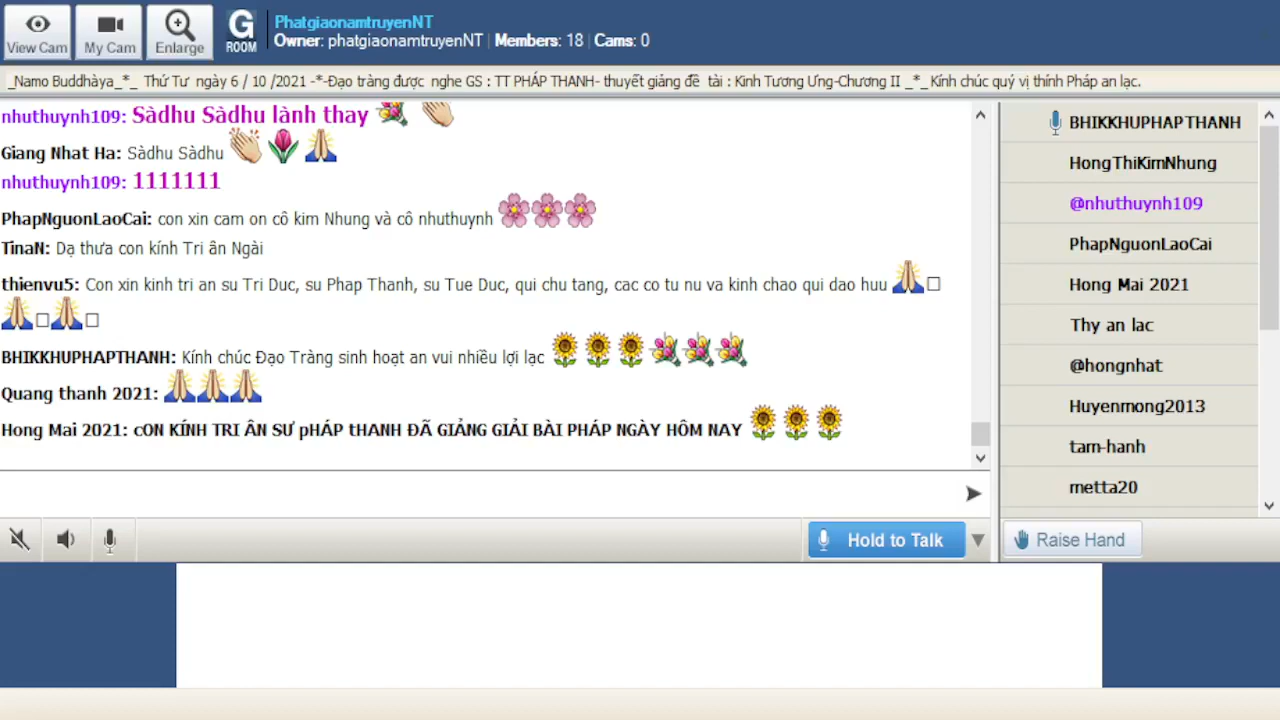 View Cam
My Cam
Enlarge
G
ROOM
PhatgiaonamtruyenNT
Owner: phatgiaonamtruyenNT | Members: 18 | Cams: 0
_Namo Buddhàya_*_ Thứ Tư ngày 6 / 10 /2021 -*-Đạo tràng được nghe GS : TT PHÁP THANH- thuyết giảng đề tài : Kinh Tương Ưng-Chương II _*_Kính chúc quý vị thính Pháp an lạc.
nhuthuynh109: Sàdhu Sàdhu lành thay
Giang Nhat Ha: Sàdhu Sàdhu
nhuthuynh109: 1111111
PhapNguonLaoCai: con xin cam on cô kim Nhung và cô nhuthuynh
TinaN: Dạ thưa con kính Tri ân Ngài
thienvu5: Con xin kinh tri an su Tri Duc, su Phap Thanh, su Tue Duc, qui chu tang, cac co tu nu va kinh chao qui dao huu
BHIKKHUPHAPTHANH: Kính chúc Đạo Tràng sinh hoạt an vui nhiều lợi lạc
Quang thanh 2021:
Hong Mai 2021: cON KÍNH TRI ÂN SƯ pHÁP tHANH ĐÃ GIẢNG GIẢI BÀI PHÁP NGÀY HÔM NAY
BHIKKHUPHAPTHANH
HongThiKimNhung
@nhuthuynh109
PhapNguonLaoCai
Hong Mai 2021
Thy an lac
@hongnhat
Huyenmong2013
tam-hanh
metta20
Hold to Talk
Raise Hand